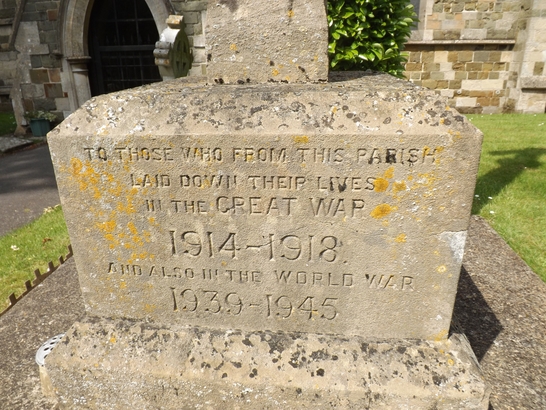 TO THOSE WHO FROM THIS PARISH
LAID DOWN THEIR LIVES
IN THE GREAT WAR
1914-1918.
AND ALSO IN THE WORLD WAR
1939-1945